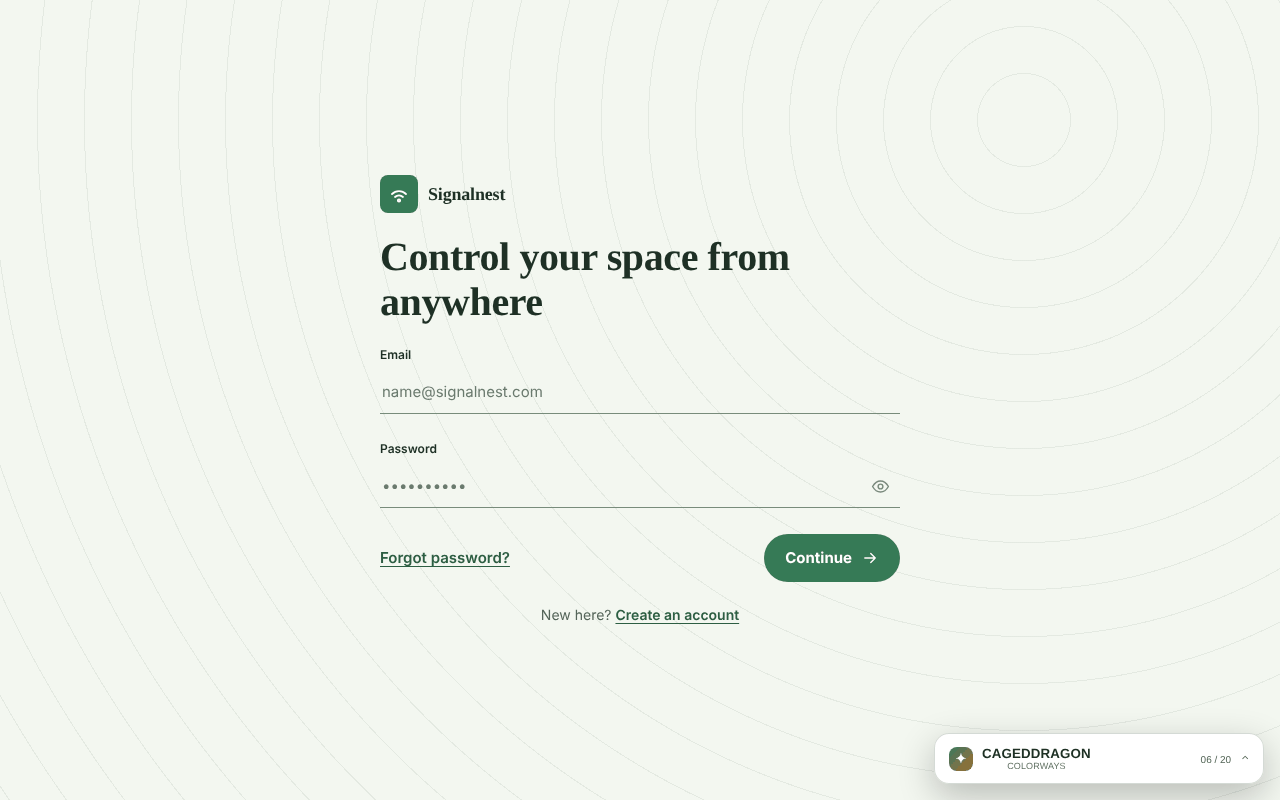 Signalnest
Control your space from
anywhere
Email
name@signalnest.com
Password
••••••••••
Forgot password?
Continue →
New here? Create an account
CAGEDDRAGON
COLORWAYS
06 / 20